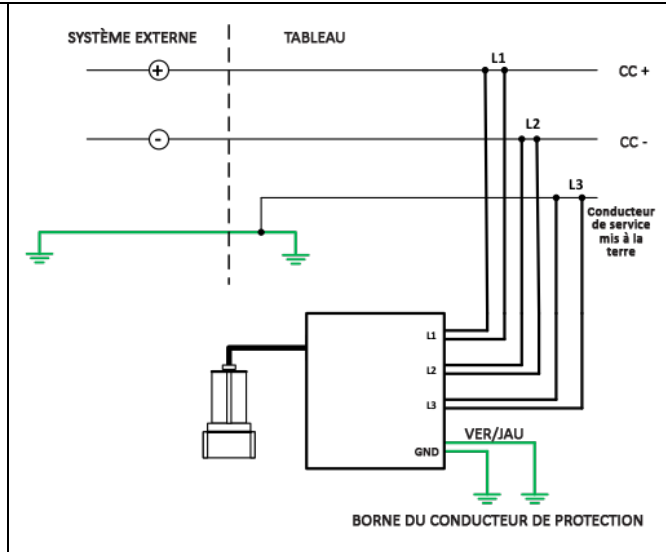 SYSTÈME EXTERNE
TABLEAU
L1
+
CC +
L2
-
CC -
L3
Conducteur
de service
mis à la
terre
L1
L2
L3
VER/JAU
GND
BORNE DU CONDUCTEUR DE PROTECTION